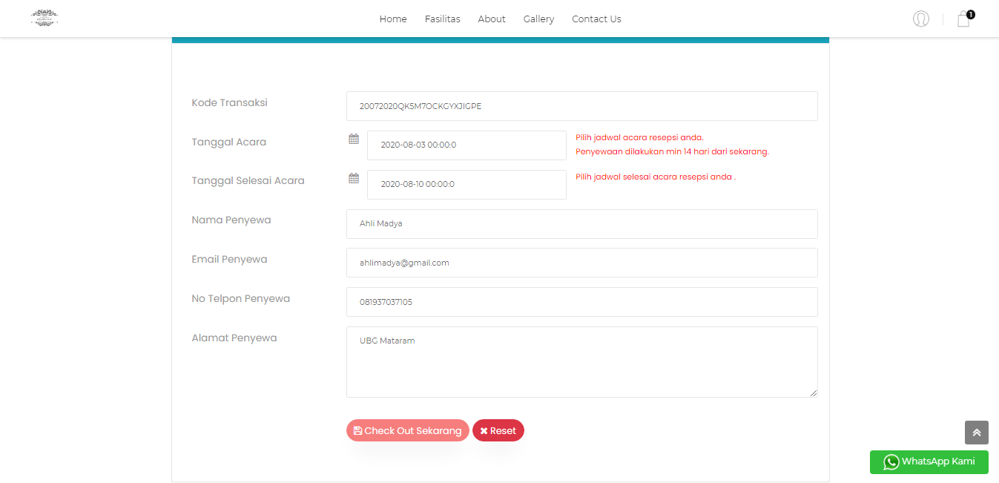 Home Fasilitas About Gallery Contact Us 1
Kode Transaksi 20072020QK5M7OCKGYXJIGPE
Tanggal Acara 2020-08-03 00:00:0 Pilih jadwal acara resepsi anda.
Penyewaan dilakukan min 14 hari dari sekarang.
Tanggal Selesai Acara 2020-08-10 00:00:0 Pilih jadwal selesai acara resepsi anda .
Nama Penyewa Ahli Madya
Email Penyewa ahlimadya@gmail.com
No Telpon Penyewa 081937037105
Alamat Penyewa UBG Mataram
Check Out Sekarang Reset
WhatsApp Kami